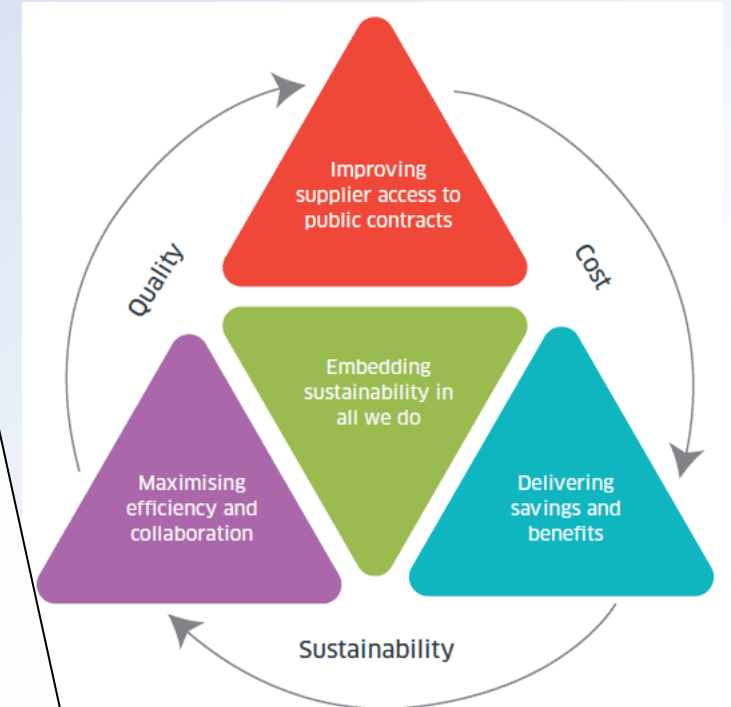 Improving
supplier access to
public contracts
Quality
Cost
Embedding
sustainability in
all we do
Maximising
efficiency and
collaboration
Delivering
savings and
benefits
Sustainability